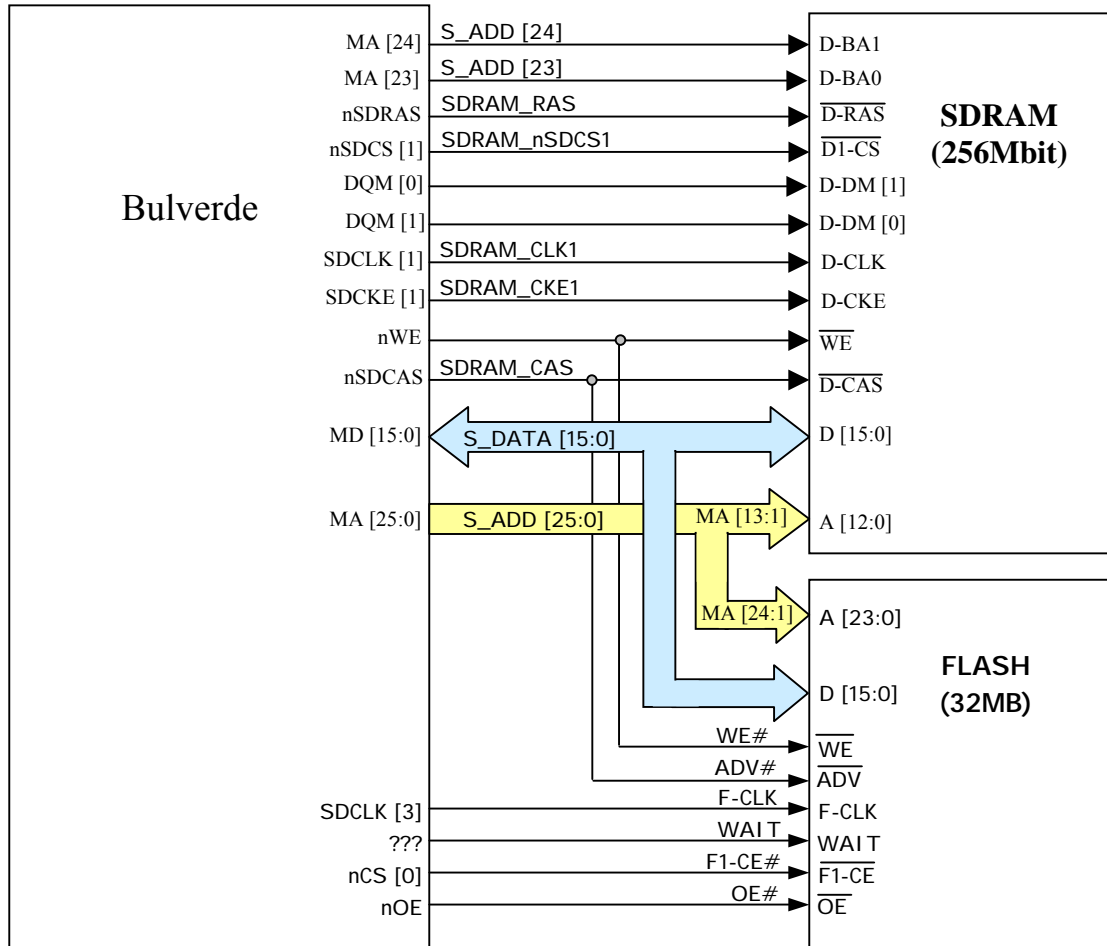 MA [24] S_ADD [24] D-BA1
MA [23] S_ADD [23] D-BA0
nSDRAS SDRAM_RAS D-RAS
SDRAM
(256Mbit)
nSDCS [1] SDRAM_nSDCS1 D1-CS
DQM [0] D-DM [1]
Bulverde
DQM [1] D-DM [0]
SDCLK [1] SDRAM_CLK1 D-CLK
SDCKE [1] SDRAM_CKE1 D-CKE
nWE WE
nSDCAS SDRAM_CAS D-CAS
MD [15:0] S_DATA [15:0] D [15:0]
MA [25:0] S_ADD [25:0] MA [13:1] A [12:0]
MA [24:1] A [23:0]
FLASH
(32MB)
D [15:0]
WE# WE
ADV# ADV
SDCLK [3] F-CLK F-CLK
??? WAIT WAIT
nCS [0] F1-CE# F1-CE
nOE OE# OE